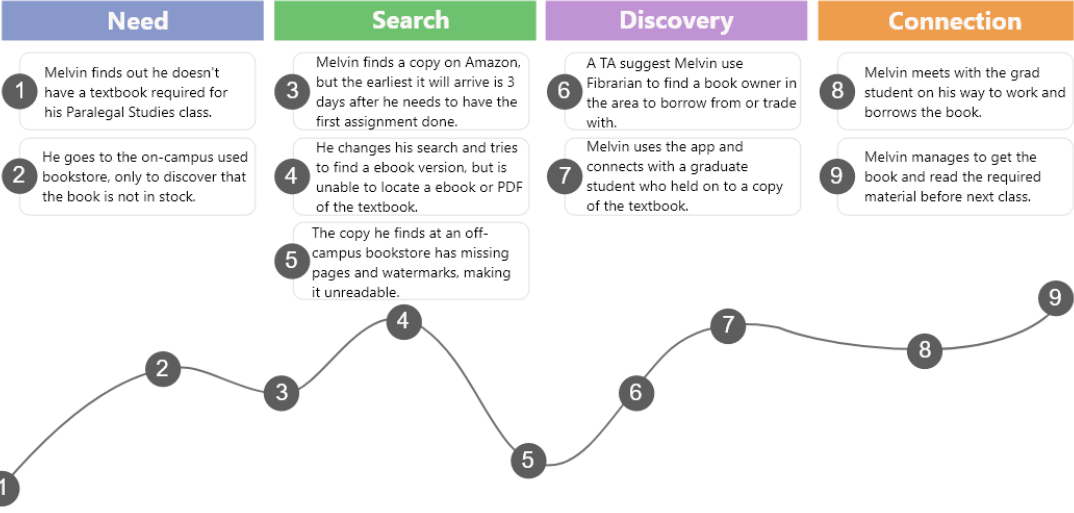 Need
Search
Discovery
Connection
1
Melvin finds out he doesn't
have a textbook required for
his Paralegal Studies class.
2
He goes to the on-campus used
bookstore, only to discover that
the book is not in stock.
3
Melvin finds a copy on Amazon,
but the earliest it will arrive is 3
days after he needs to have the
first assignment done.
4
He changes his search and tries
to find a ebook version, but is
unable to locate a ebook or PDF
of the textbook.
5
The copy he finds at an off-
campus bookstore has missing
pages and watermarks, making
it unreadable.
6
A TA suggest Melvin use
Fibrarian to find a book owner in
the area to borrow from or trade
with.
7
Melvin uses the app and
connects with a graduate
student who held on to a copy
of the textbook.
8
Melvin meets with the grad
student on his way to work and
borrows the book.
9
Melvin manages to get the
book and read the required
material before next class.
1
2
3
4
5
6
7
8
9